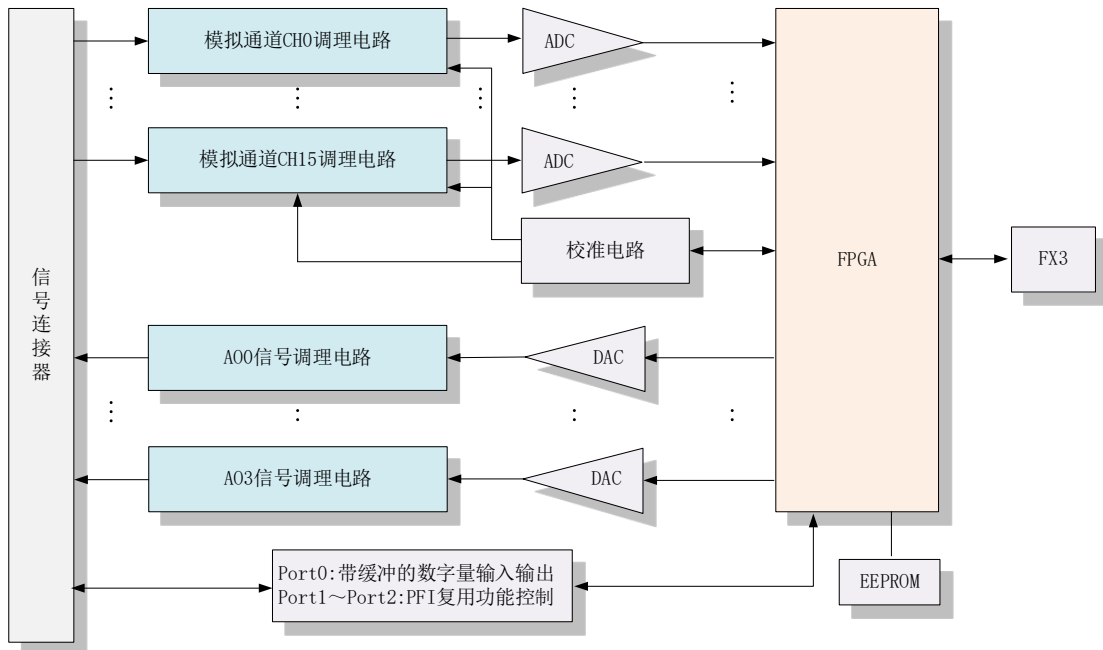 模拟通道CH0调理电路
ADC
模拟通道CH15调理电路
ADC
校准电路
FPGA
FX3
信号连接器
AO0信号调理电路
DAC
AO3信号调理电路
DAC
Port0:带缓冲的数字量输入输出
Port1～Port2:PFI复用功能控制
EEPROM